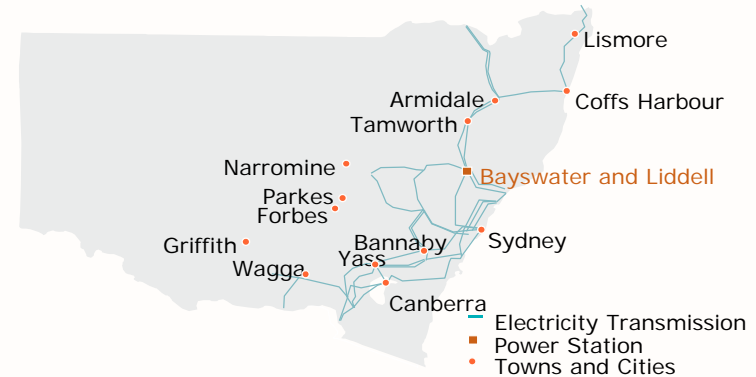 Lismore
Armidale
Coffs Harbour
Tamworth
Narromine
Bayswater and Liddell
Parkes
Forbes
Griffith
Bannaby
Sydney
Yass
Wagga
Canberra
Electricity Transmission
Power Station
Towns and Cities